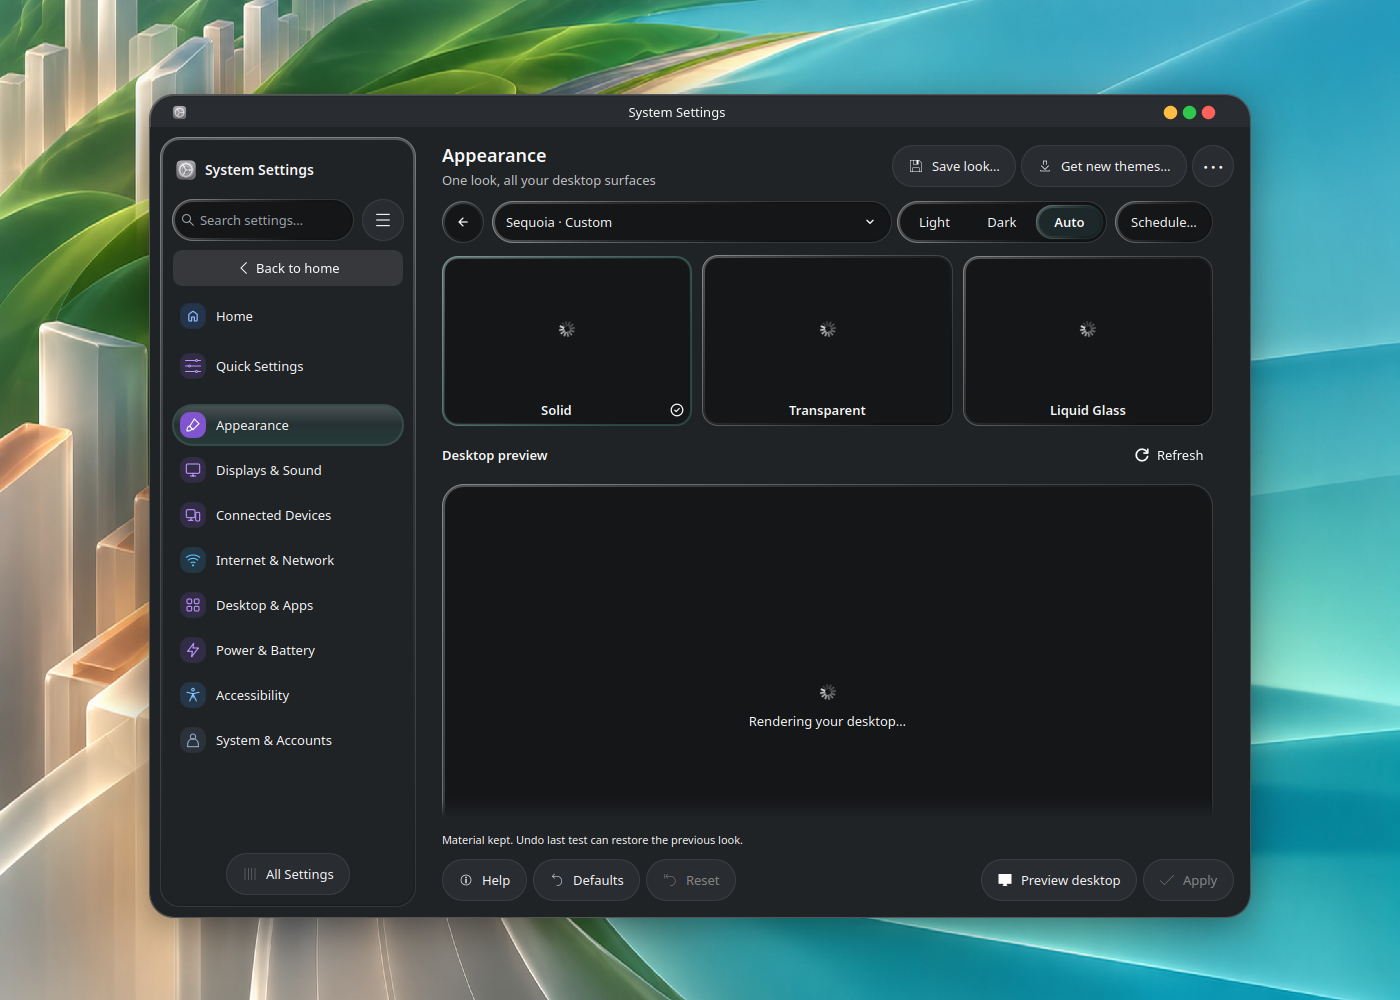 System Settings
System Settings
Search settings...
Back to home
Home
Quick Settings
Appearance
Displays & Sound
Connected Devices
Internet & Network
Desktop & Apps
Power & Battery
Accessibility
System & Accounts
All Settings
Appearance
One look, all your desktop surfaces
Save look...
Get new themes...
Sequoia · Custom
Light
Dark
Auto
Schedule...
Solid
Transparent
Liquid Glass
Desktop preview
Refresh
Rendering your desktop...
Material kept. Undo last test can restore the previous look.
Help
Defaults
Reset
Preview desktop
Apply